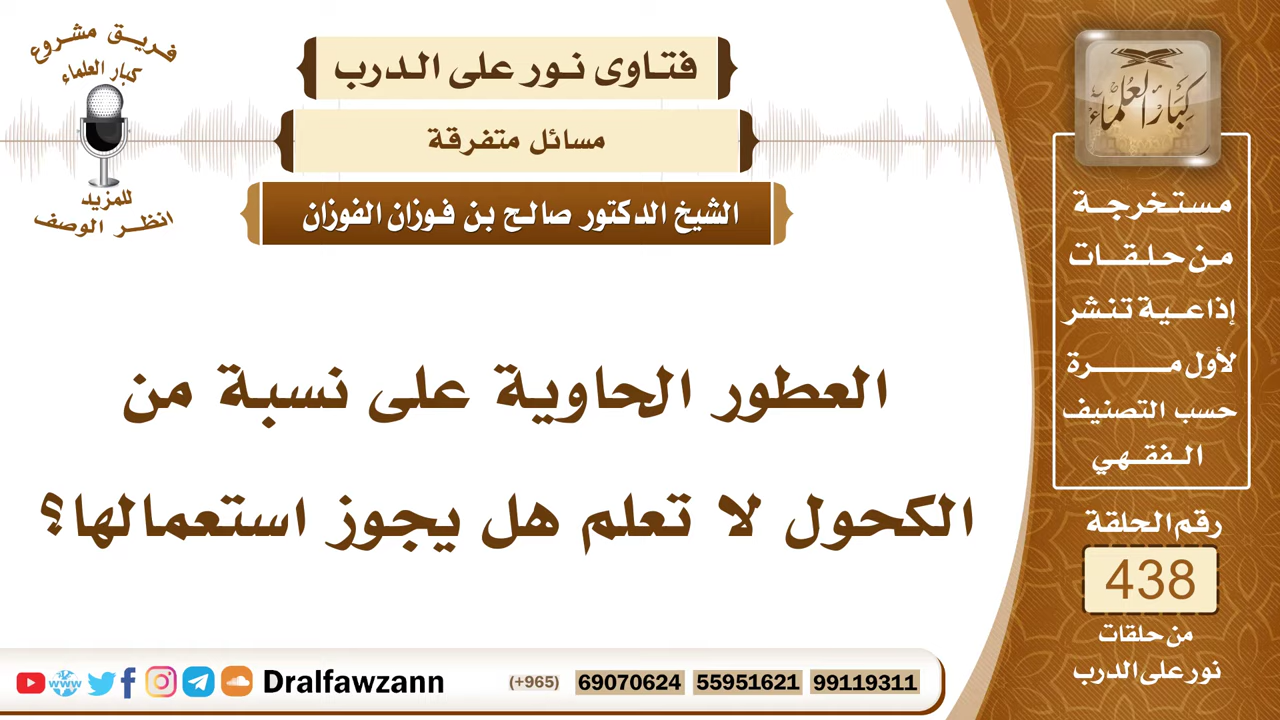 فريق مشروع
كبار العلماء
للمزيد
انظر الوصف
فتاوى نور على الدرب
مسائل متفرقة
الشيخ الدكتور صالح بن فوزان الفوزان
العطور الحاوية على نسبة من
الكحول لا تعلم هل يجوز استعمالها؟
كبار العلماء
مستخرجة
من حلقات
إذاعية تنشر
لأول مرة
حسب التصنيف
الفقهي
رقم الحلقة
438
من حلقات
نور على الدرب
www Dralfawzann (+965) 69070624 55951621 99119311